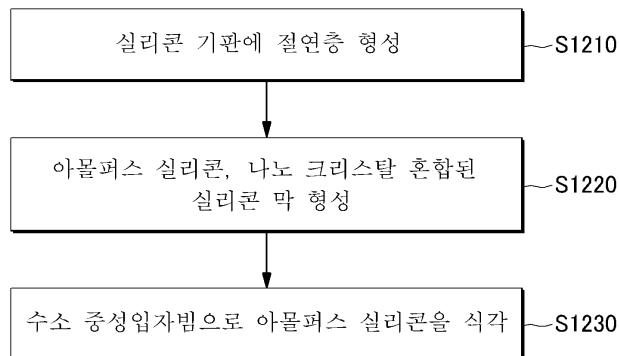 실리콘 기판에 절연층 형성
S1210
아몰퍼스 실리콘, 나노 크리스탈 혼합된
실리콘 막 형성
S1220
수소 중성입자빔으로 아몰퍼스 실리콘을 식각
S1230